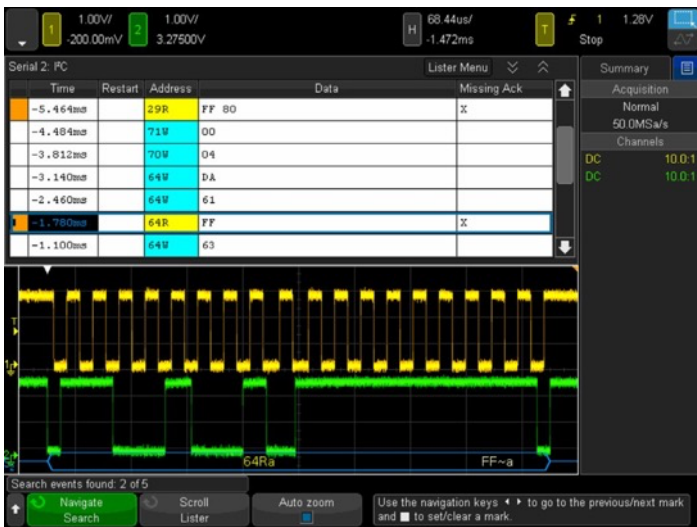 1 1.00V/ -200.00mV
2 1.00V/ 3.27500V
H 68.44us/ -1.472ms
T 1 1.28V
Stop
Serial 2: I²C
Lister Menu
Time Restart Address Data Missing Ack
-5.464ms 29R FF 80 X
-4.484ms 71W 00
-3.812ms 70W 04
-3.140ms 64W DA
-2.460ms 64W 61
-1.780ms 64R FF X
-1.100ms 64W 63
Summary
Acquisition
Normal
50.0MSa/s
Channels
DC 10.0:1
DC 10.0:1
T
64Ra FF~a
Search events found: 2 of 5
Navigate Search
Scroll Lister
Auto zoom
Use the navigation keys to go to the previous/next mark
and to set/clear a mark.